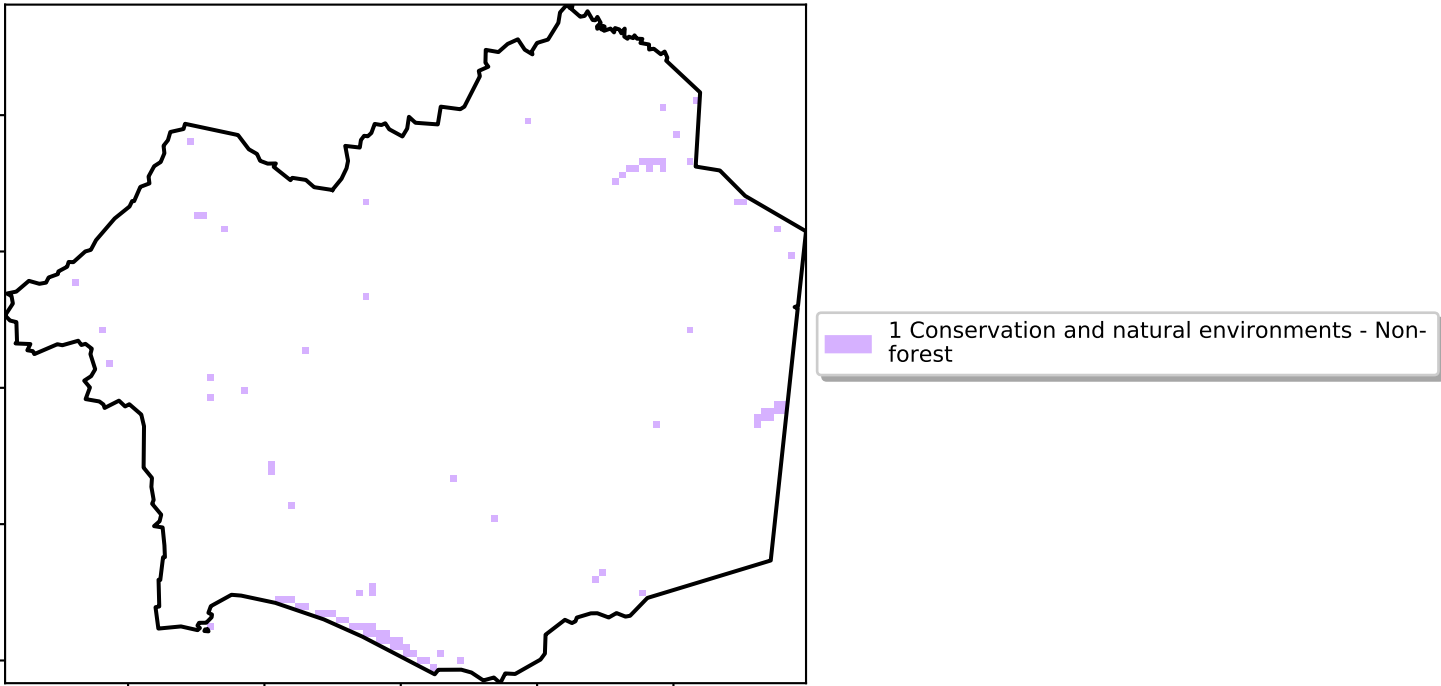 1 Conservation and natural environments - Non-
forest